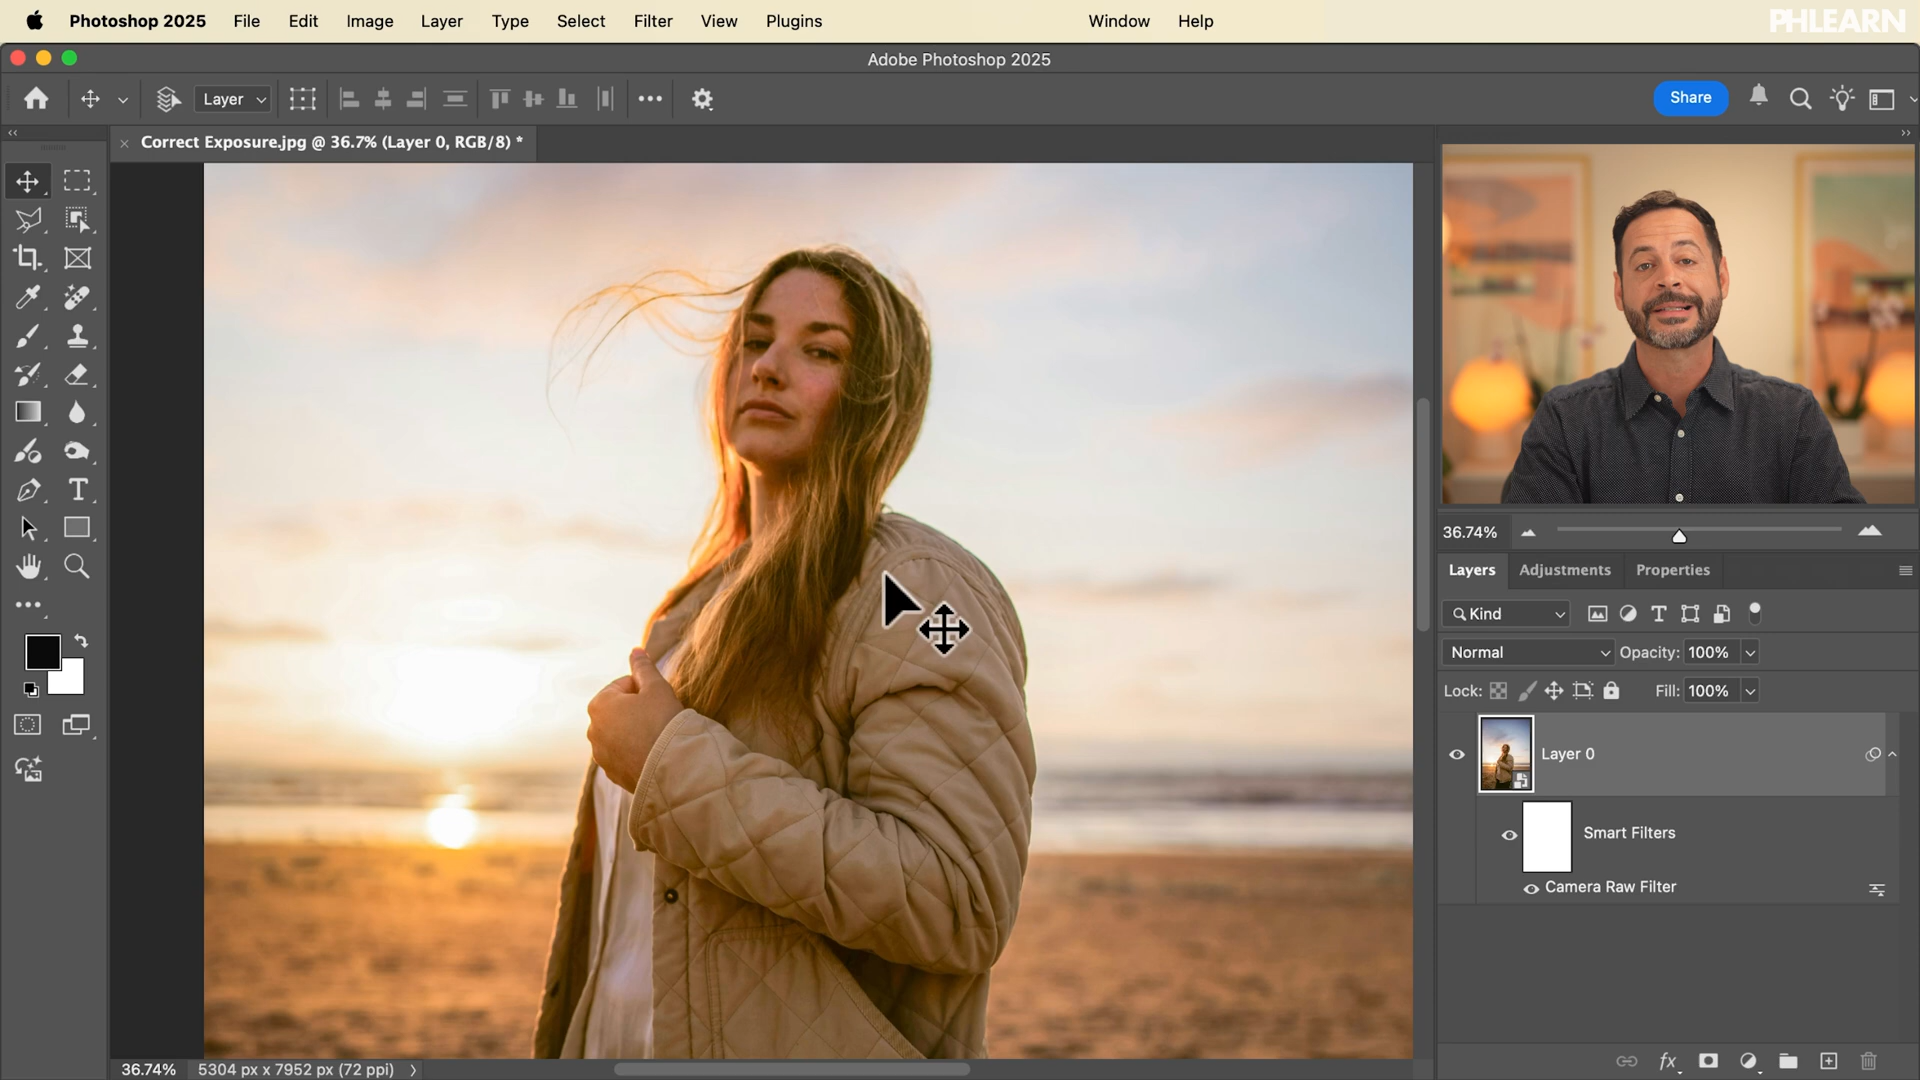 Photoshop 2025 File Edit Image Layer Type Select Filter View Plugins Window Help
PHLEARN
Adobe Photoshop 2025
Layer
Share
Correct Exposure.jpg @ 36.7% (Layer 0, RGB/8) *
36.74%
Layers Adjustments Properties
Kind
Normal Opacity: 100%
Lock: Fill: 100%
Layer 0
Smart Filters
Camera Raw Filter
36.74% 5304 px x 7952 px (72 ppi)
fx